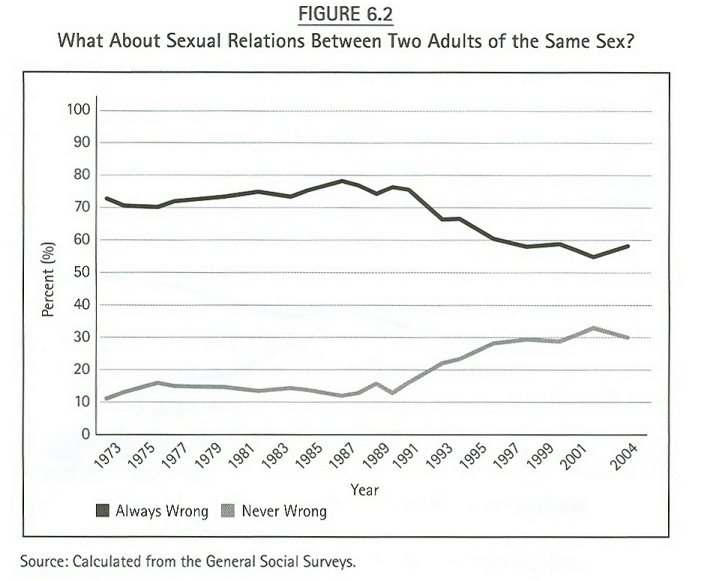 FIGURE 6.2
What About Sexual Relations Between Two Adults of the Same Sex?
100
90
80
70
60
50
40
30
20
10
0
Percent (%)
1973 1975 1977 1979 1981 1983 1985 1987 1989 1991 1993 1995 1997 1999 2001 2004
Year
Always Wrong Never Wrong
Source: Calculated from the General Social Surveys.